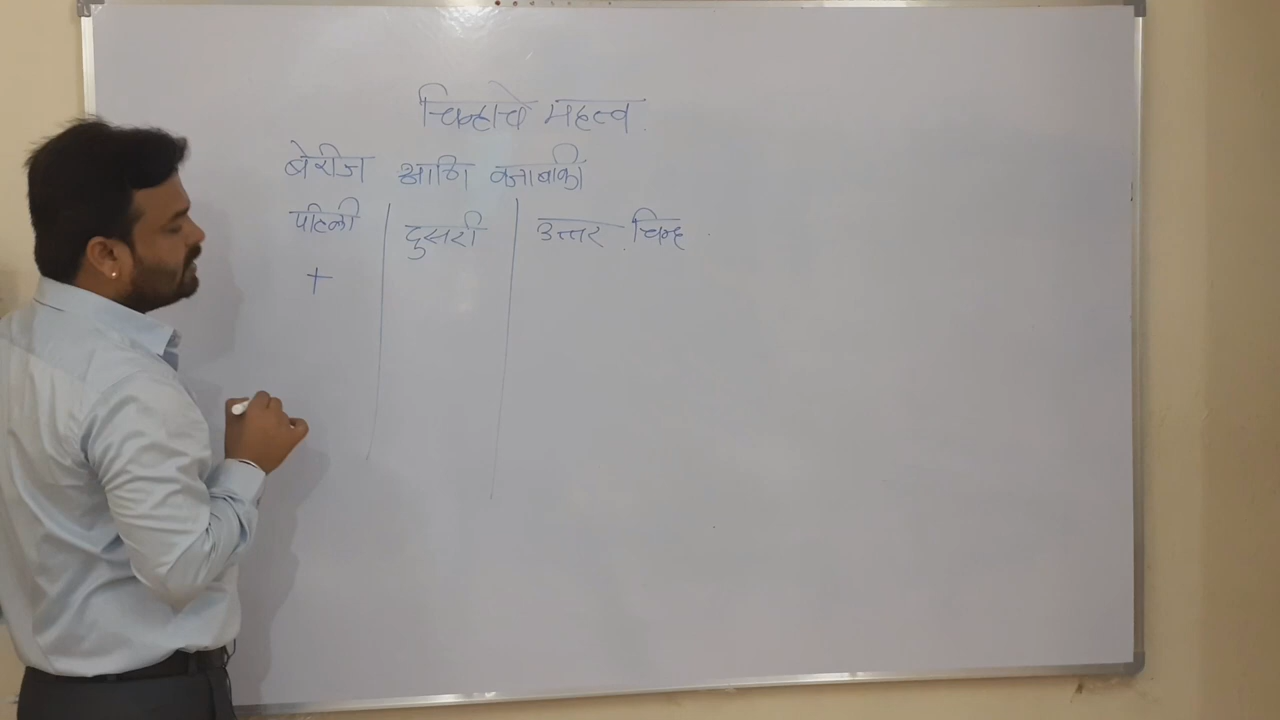 चिन्हाचे महत्व.
बेरीज आणि वजाबाकी
पहिली दुसरी उत्तर चिन्ह
+